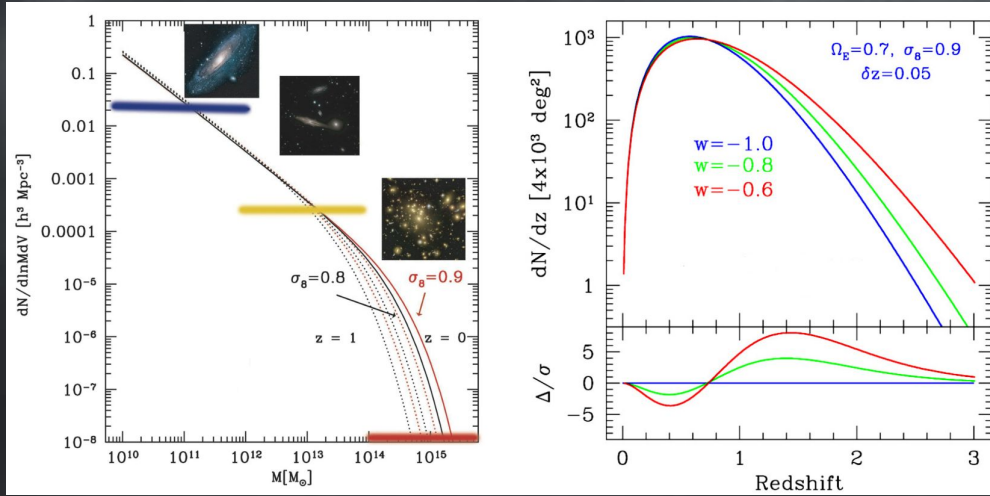 1
0.1
0.01
0.001
0.0001
10⁻⁵
10⁻⁶
10⁻⁷
10⁻⁸
dN/dlnMdV [h³ Mpc⁻³]
σ₈=0.8
σ₈=0.9
z = 1
z = 0
10¹⁰
10¹¹
10¹²
10¹³
10¹⁴
10¹⁵
M[M☉]
10³
10²
10¹
1
dN/dz [4x10³ deg²]
Ω_E=0.7, σ₈=0.9
δz=0.05
w=−1.0
w=−0.8
w=−0.6
5
0
−5
Δ/σ
0
1
2
3
Redshift